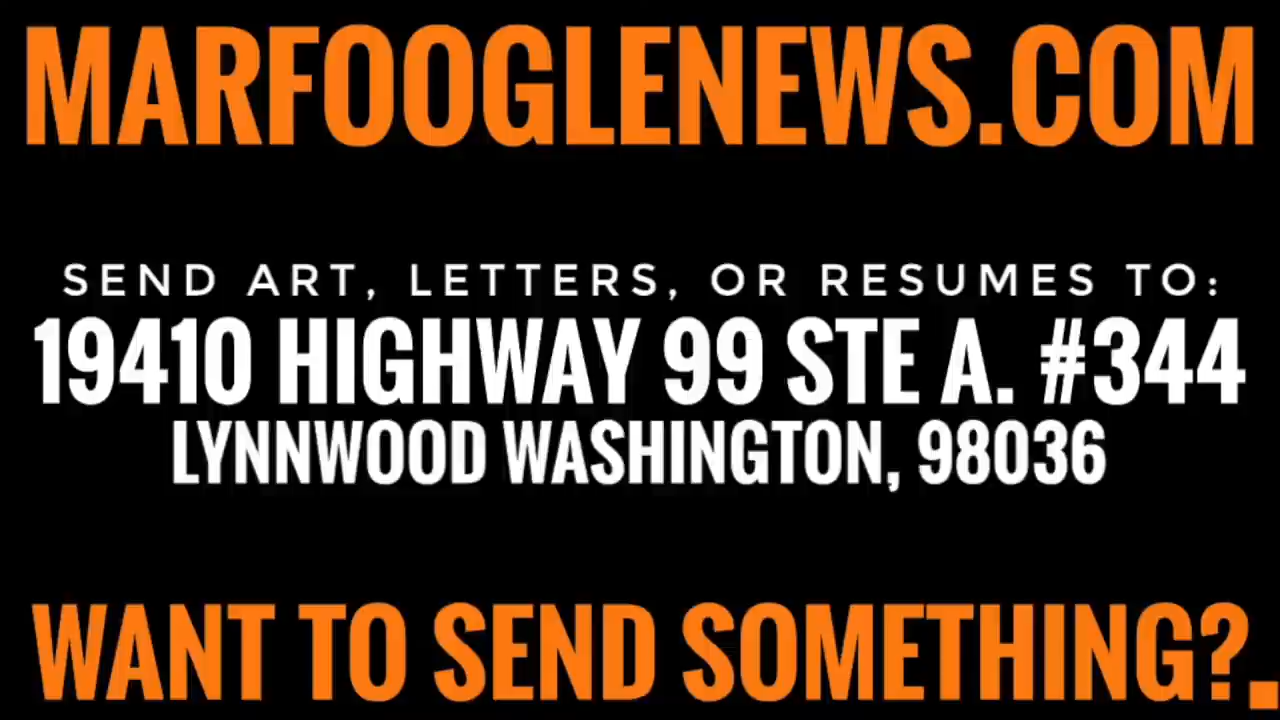 MARFOOGLENEWS.COM
SEND ART, LETTERS, OR RESUMES TO:
19410 HIGHWAY 99 STE A. #344
LYNNWOOD WASHINGTON, 98036
WANT TO SEND SOMETHING?.